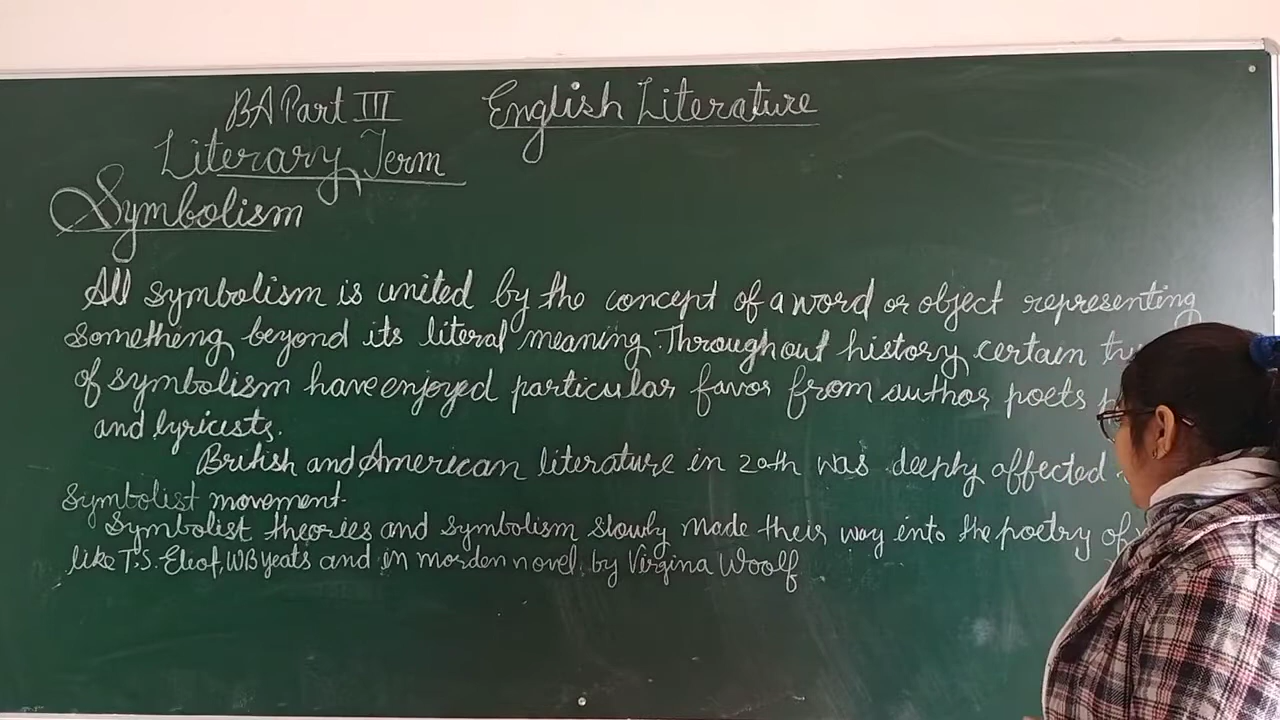 BA Part III English Literature
Literary Term
Symbolism
All symbolism is united by the concept of a word or object representing
something beyond its literal meaning. Throughout history certain
of symbolism have enjoyed particular favor from author poets
and lyricists.
British and American literature in 20th was deeply affected
Symbolist movement.
Symbolist theories and symbolism slowly made their way into the poetry of
like T.S. Eliot, WB yeats and in morden novel by Virgina Woolf